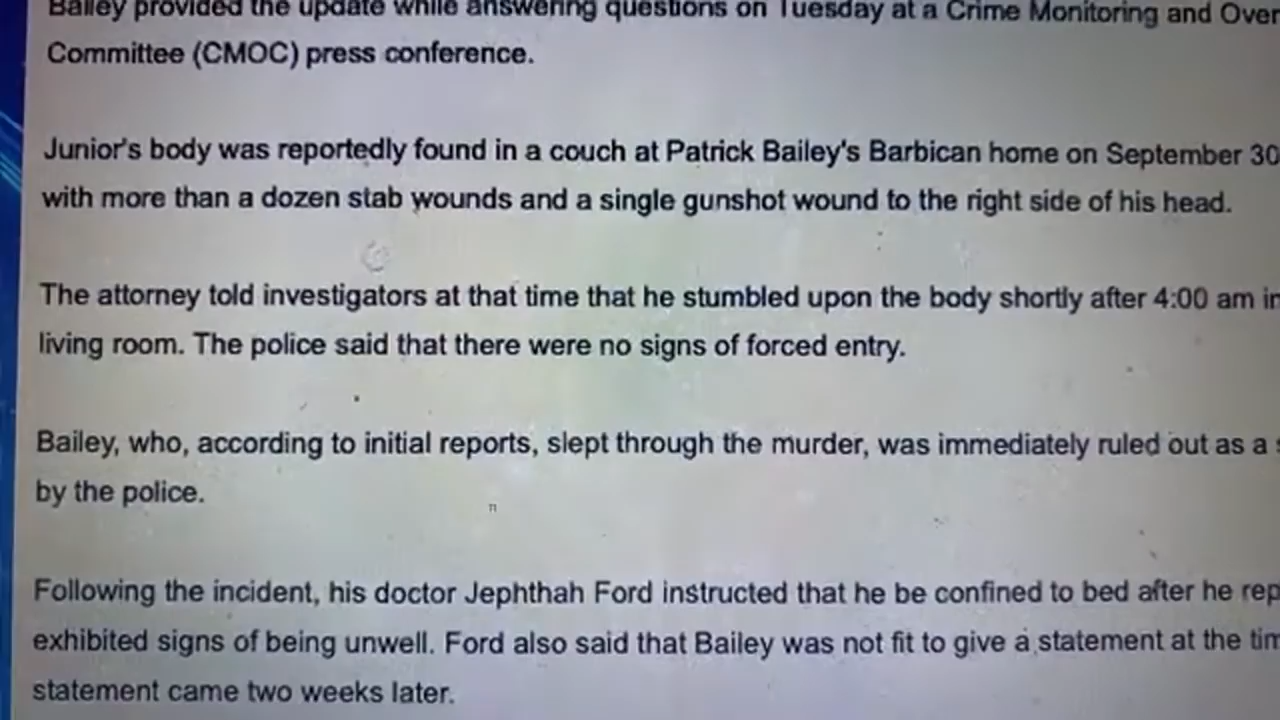 Bailey provided the update while answering questions on Tuesday at a Crime Monitoring and Over
Committee (CMOC) press conference.
Junior's body was reportedly found in a couch at Patrick Bailey's Barbican home on September 30
with more than a dozen stab wounds and a single gunshot wound to the right side of his head.
The attorney told investigators at that time that he stumbled upon the body shortly after 4:00 am in
living room. The police said that there were no signs of forced entry.
Bailey, who, according to initial reports, slept through the murder, was immediately ruled out as a
by the police.
Following the incident, his doctor Jephthah Ford instructed that he be confined to bed after he rep
exhibited signs of being unwell. Ford also said that Bailey was not fit to give a statement at the tim
statement came two weeks later.